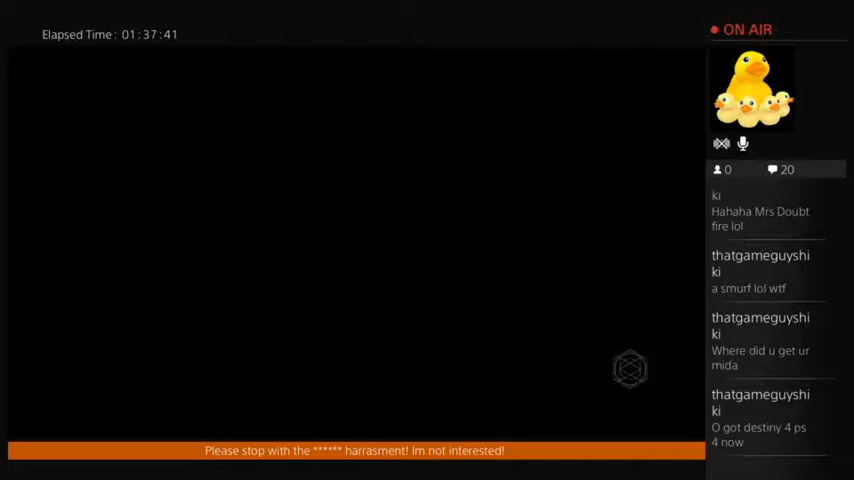 Elapsed Time : 01:37:41
ON AIR
0 20
ki
Hahaha Mrs Doubt
fire lol
thatgameguyshi
ki
a smurf lol wtf
thatgameguyshi
ki
Where did u get ur
mida
thatgameguyshi
ki
O got destiny 4 ps
4 now
Please stop with the ****** harrasment! Im not interested!